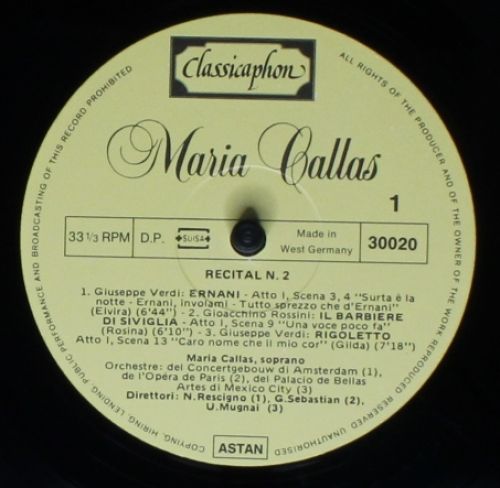 Classicaphon
Maria Callas
1
33 1/3 RPM D.P. SUISA Made in West Germany 30020
RECITAL N. 2
1. Giuseppe Verdi: ERNANI - Atto I, Scena 3, 4 "Surta è la
notte - Ernani, involami - Tutto sprezzo che d'Ernani"
(Elvira) (6'44") - 2. Gioacchino Rossini: IL BARBIERE
DI SIVIGLIA - Atto I, Scena 9 "Una voce poco fa"
(Rosina) (6'10") - 3. Giuseppe Verdi: RIGOLETTO
Atto I, Scena 13 "Caro nome che il mio cor" (Gilda) (7'18")
Maria Callas, soprano
Orchestre: del Concertgebouw di Amsterdam (1),
de l'Opéra de Paris (2), del Palacio de Bellas
Artes di Mexico City (3)
Direttori: N. Rescigno (1), G. Sebastian (2),
U. Mugnai (3)
ASTAN
ALL RIGHTS OF THE PRODUCER AND OF THE OWNER OF THE WORK REPRODUCED RESERVED UNAUTHORISED COPYING, HIRING, LENDING, PUBLIC PERFORMANCE AND BROADCASTING OF THIS RECORD PROHIBITED